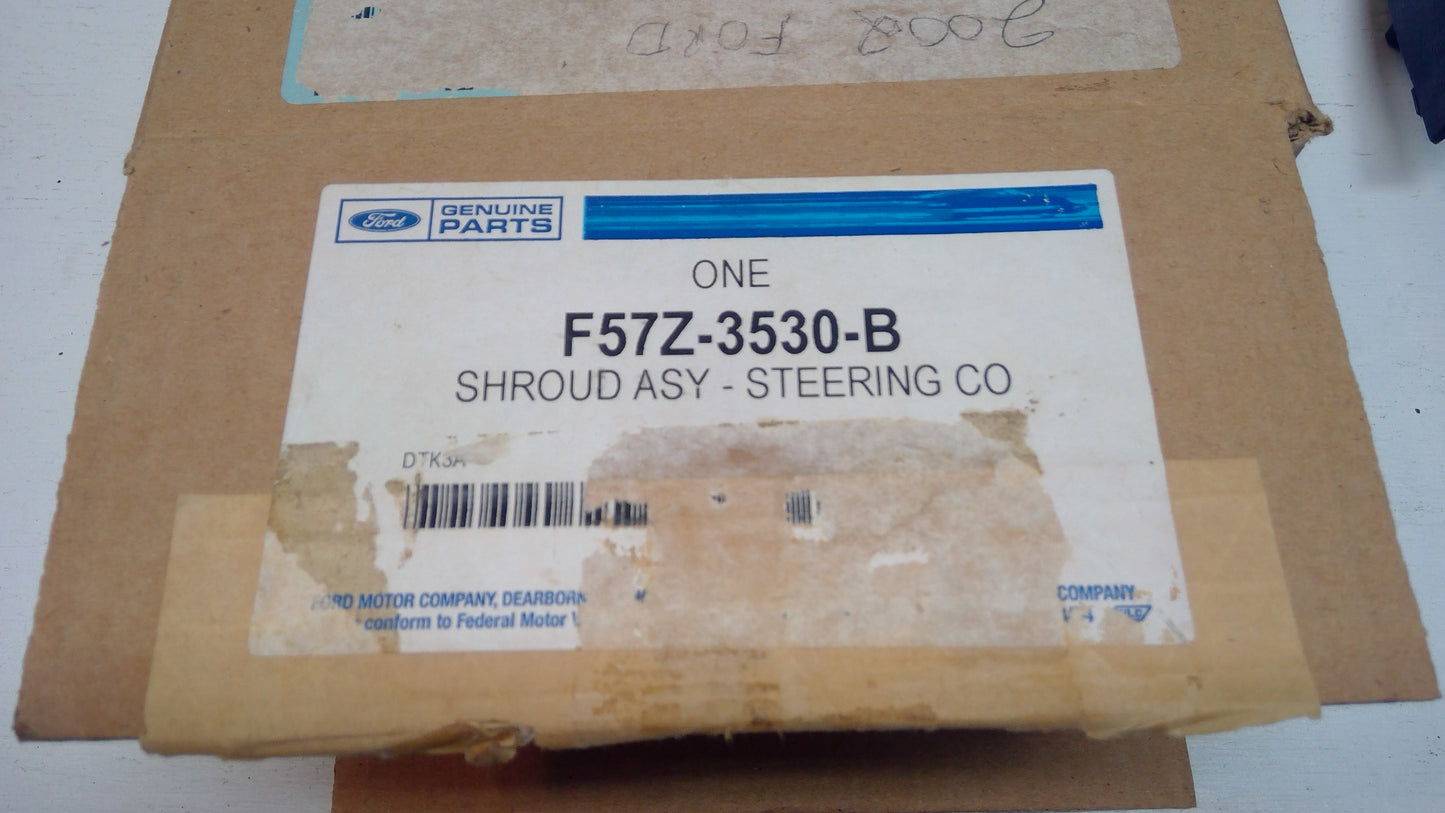 2002 FORD
Ford GENUINE PARTS
ONE
F57Z-3530-B
SHROUD ASY - STEERING CO
DTK3A
FORD MOTOR COMPANY, DEARBORN
COMPANY
conform to Federal Motor